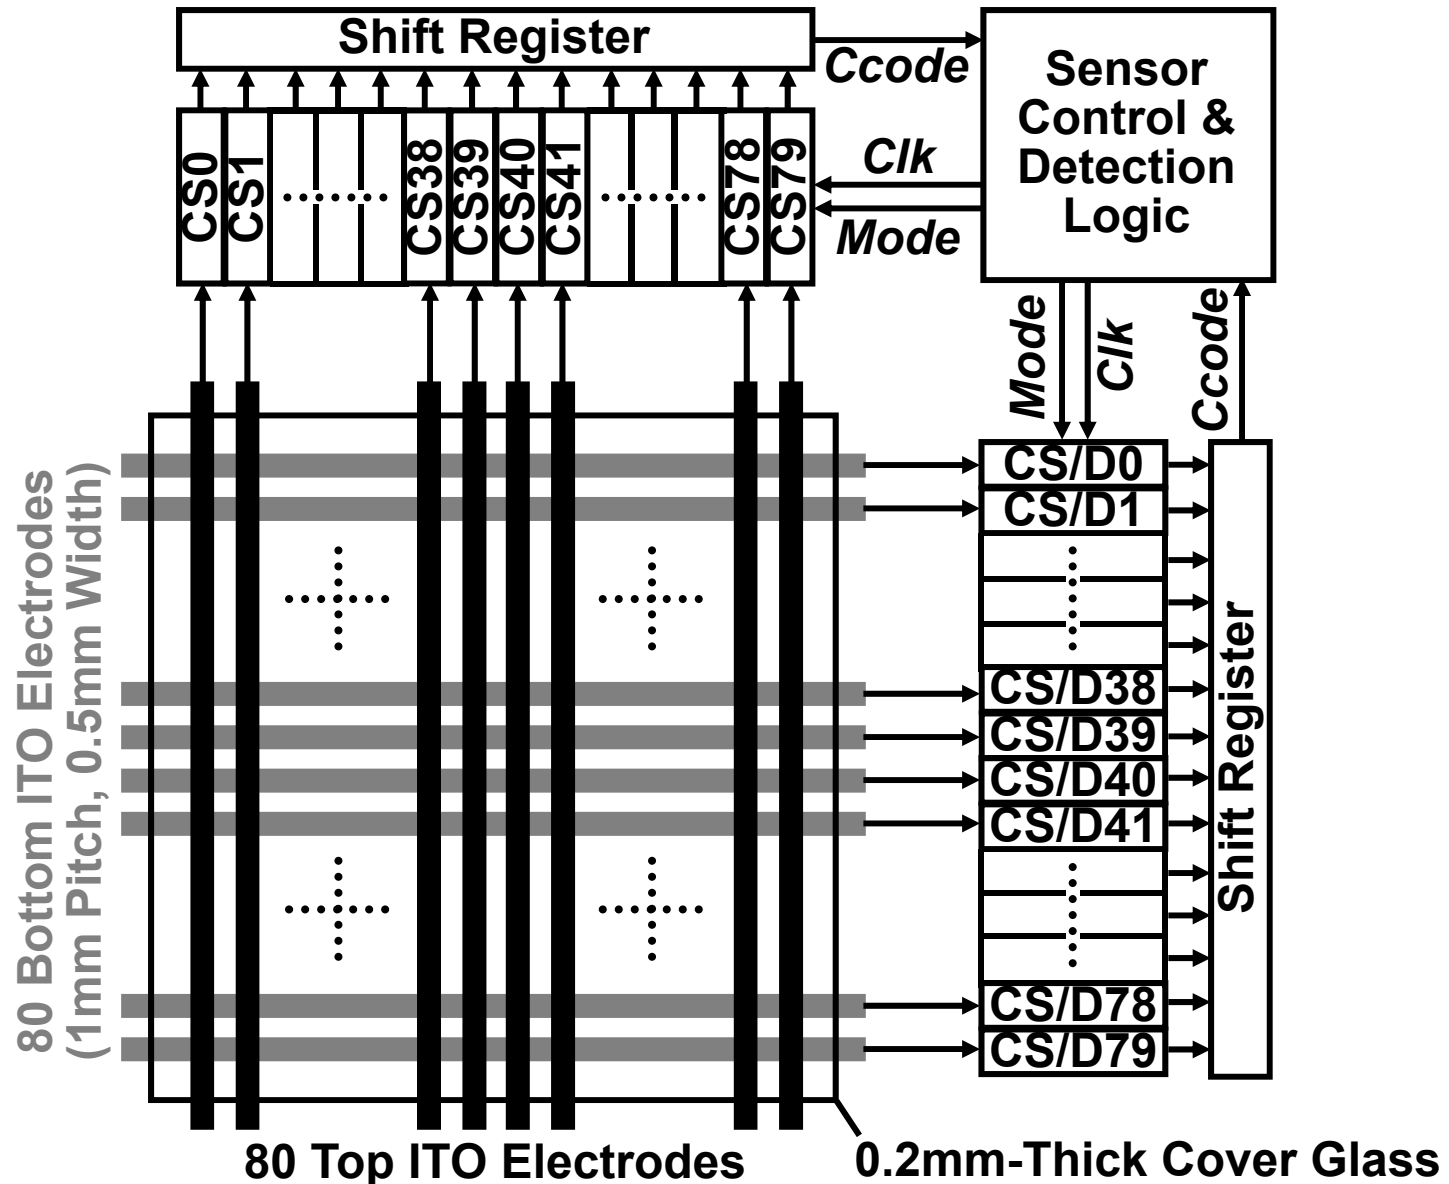 Shift Register
Ccode
Sensor
Control &
Detection
Logic
Clk
Mode
CS0
CS1
CS38
CS39
CS40
CS41
CS78
CS79
Mode
Clk
Ccode
80 Bottom ITO Electrodes
(1mm Pitch, 0.5mm Width)
CS/D0
CS/D1
CS/D38
CS/D39
CS/D40
CS/D41
CS/D78
CS/D79
Shift Register
80 Top ITO Electrodes
0.2mm-Thick Cover Glass